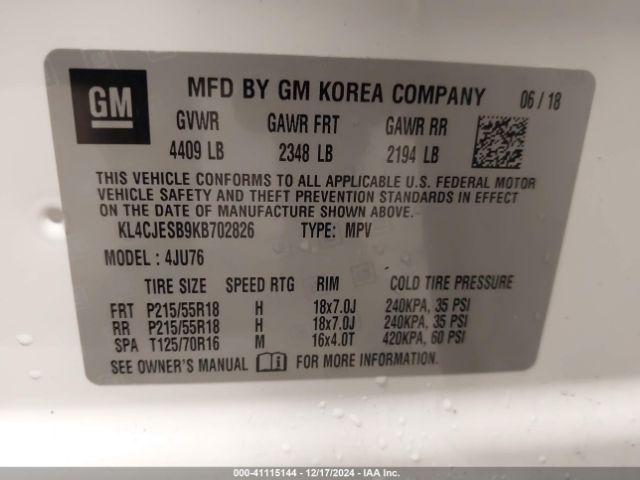 GM MFD BY GM KOREA COMPANY 06 / 18
GVWR GAWR FRT GAWR RR
4409 LB 2348 LB 2194 LB
THIS VEHICLE CONFORMS TO ALL APPLICABLE U.S. FEDERAL MOTOR
VEHICLE SAFETY AND THEFT PREVENTION STANDARDS IN EFFECT
ON THE DATE OF MANUFACTURE SHOWN ABOVE.
KL4CJESB9KB702826 TYPE: MPV
MODEL : 4JU76
TIRE SIZE SPEED RTG RIM COLD TIRE PRESSURE
FRT P215/55R18 H 18x7.0J 240KPA, 35 PSI
RR P215/55R18 H 18x7.0J 240KPA, 35 PSI
SPA T125/70R16 M 16x4.0T 420KPA, 60 PSI
SEE OWNER'S MANUAL FOR MORE INFORMATION.
000-41115144 - 12/17/2024 - IAAI.CA